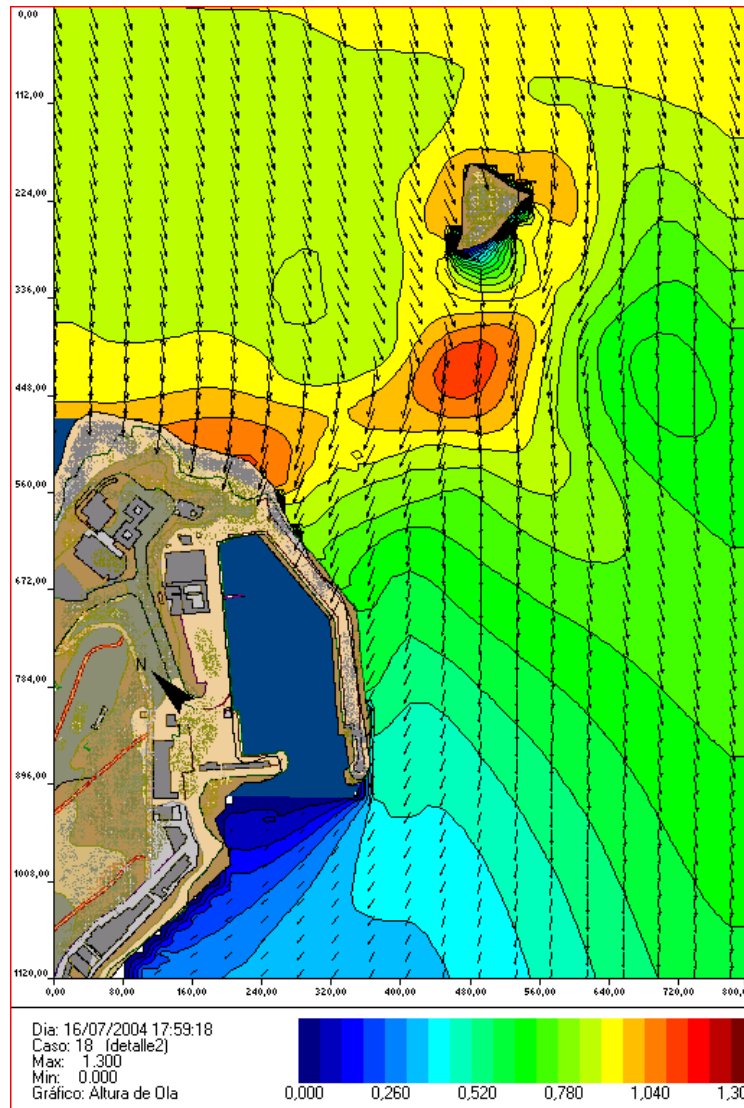 0,00
112,00
224,00
336,00
448,00
560,00
672,00
784,00
N
896,00
1008,00
1120,00
0,00 80,00 160,00 240,00 320,00 400,00 480,00 560,00 640,00 720,00 800,0
Dia: 16/07/2004 17:59:18
Caso: 18 (detalle2)
Max: 1.300
Min: 0.000
Gráfico: Altura de Ola
0,000 0,260 0,520 0,780 1,040 1,30